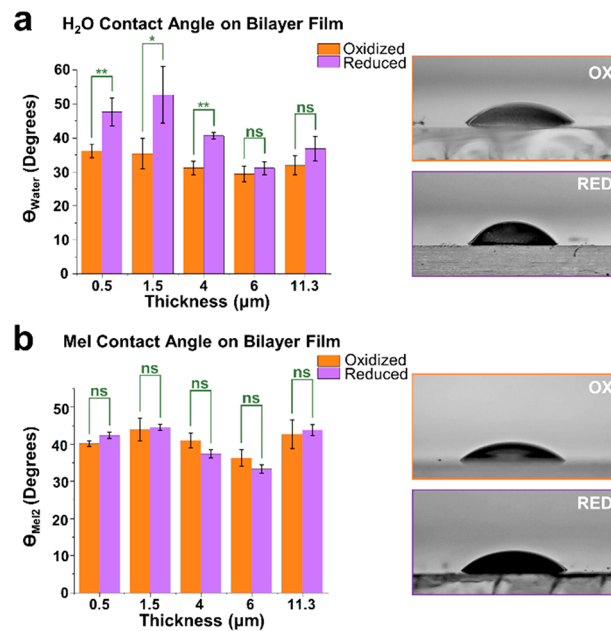 a
H₂O Contact Angle on Bilayer Film
Oxidized
Reduced
ΘWater (Degrees)
60
50
40
30
20
10
0
** * ** ns ns
0.5 1.5 4 6 11.3
Thickness (µm)
OX
RED
b
MeI Contact Angle on Bilayer Film
Oxidized
Reduced
ΘMeI2 (Degrees)
50
40
30
20
10
0
ns ns ns ns ns
0.5 1.5 4 6 11.3
Thickness (µm)
OX
RED